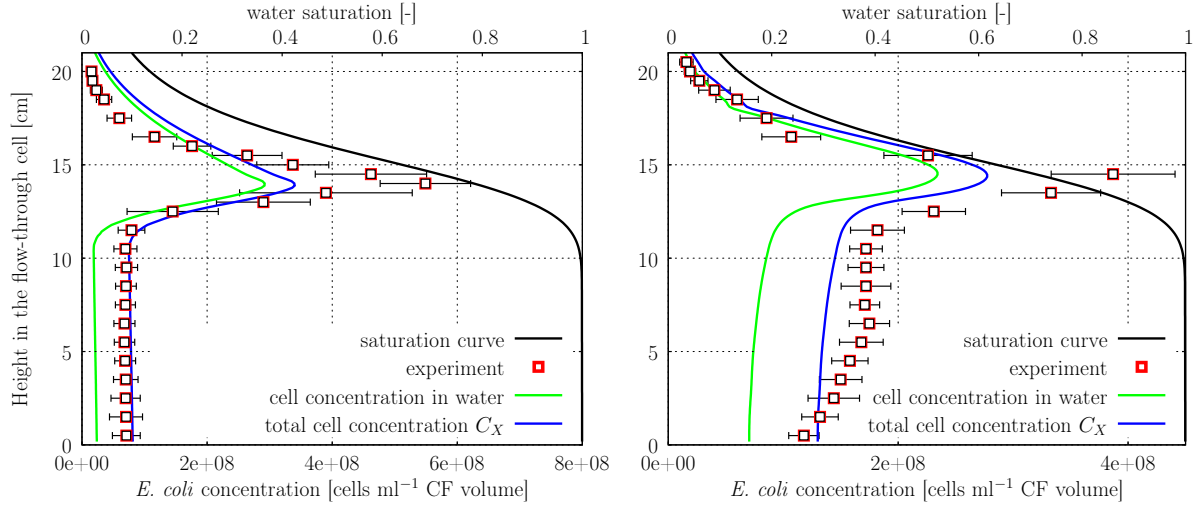 water saturation [-]
0 0.2 0.4 0.6 0.8 1
20
15
10
5
0
Height in the flow-through cell [cm]
saturation curve
experiment
cell concentration in water
total cell concentration C_X
0e+00 2e+08 4e+08 6e+08 8e+08
E. coli concentration [cells ml⁻¹ CF volume]
water saturation [-]
0 0.2 0.4 0.6 0.8 1
20
15
10
5
0
saturation curve
experiment
cell concentration in water
total cell concentration C_X
0e+00 2e+08 4e+08
E. coli concentration [cells ml⁻¹ CF volume]